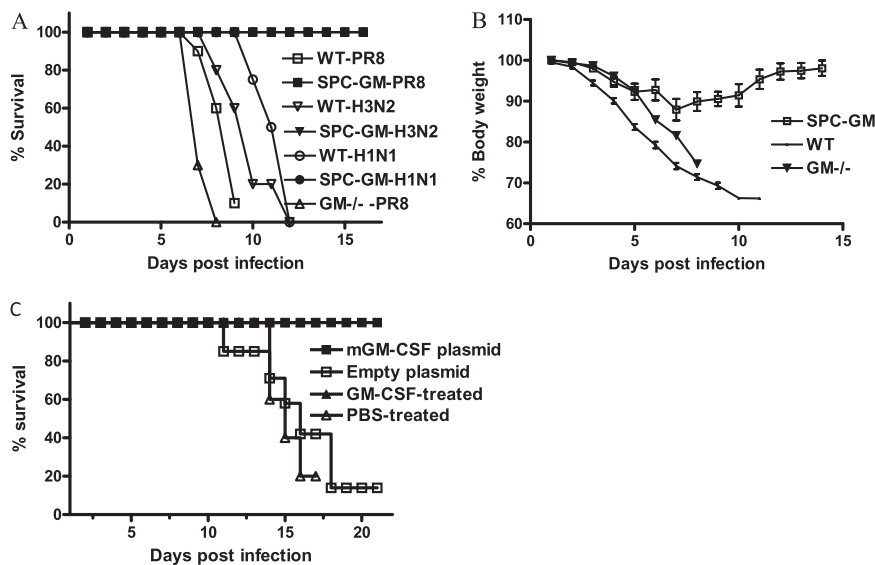 A
% Survival
100
80
60
40
20
0
0 5 10 15
Days post infection
WT-PR8
SPC-GM-PR8
WT-H3N2
SPC-GM-H3N2
WT-H1N1
SPC-GM-H1N1
GM-/- -PR8
B
% Body weight
110
100
90
80
70
60
0 5 10 15
Days post infection
SPC-GM
WT
GM-/-
C
% survival
100
80
60
40
20
0
5 10 15 20
Days post infection
mGM-CSF plasmid
Empty plasmid
GM-CSF-treated
PBS-treated